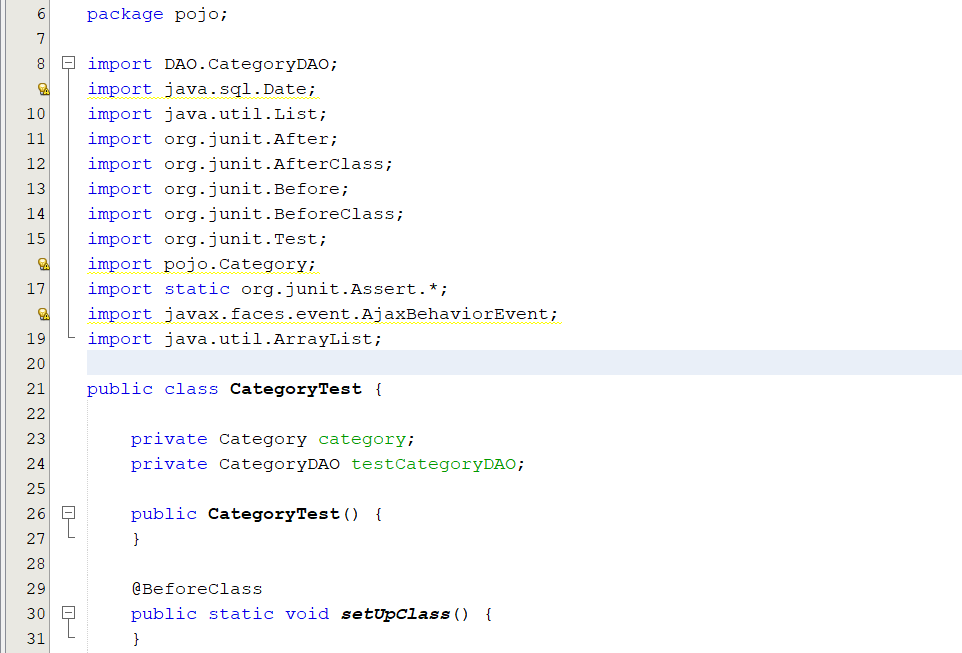 6 package pojo;
7
8 import DAO.CategoryDAO;
import java.sql.Date;
10 import java.util.List;
11 import org.junit.After;
12 import org.junit.AfterClass;
13 import org.junit.Before;
14 import org.junit.BeforeClass;
15 import org.junit.Test;
import pojo.Category;
17 import static org.junit.Assert.*;
import javax.faces.event.AjaxBehaviorEvent;
19 import java.util.ArrayList;
20
21 public class CategoryTest {
22
23 private Category category;
24 private CategoryDAO testCategoryDAO;
25
26 public CategoryTest() {
27 }
28
29 @BeforeClass
30 public static void setUpClass() {
31 }